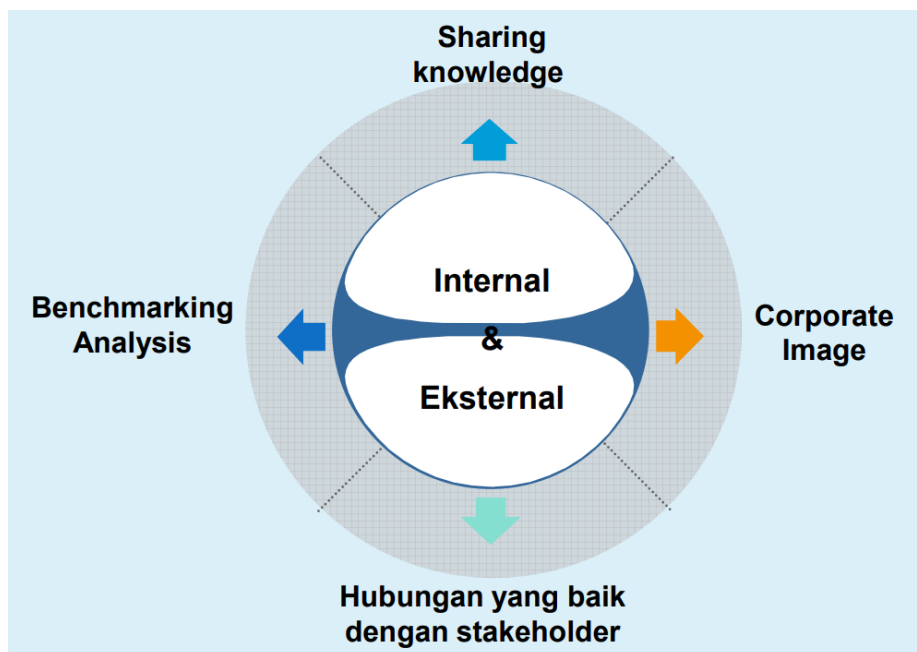 Sharing
knowledge
Internal
&
Eksternal
Benchmarking
Analysis
Corporate
Image
Hubungan yang baik
dengan stakeholder